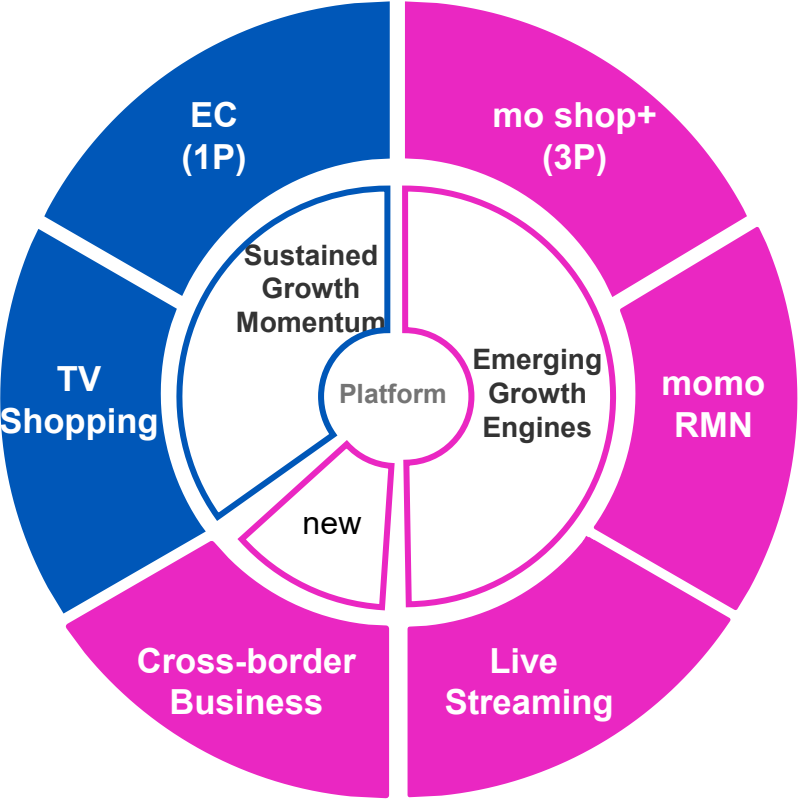 EC
(1P)
mo shop+
(3P)
Sustained
Growth
Momentum
Emerging
Growth
Engines
Platform
TV
Shopping
momo
RMN
new
Cross-border
Business
Live
Streaming